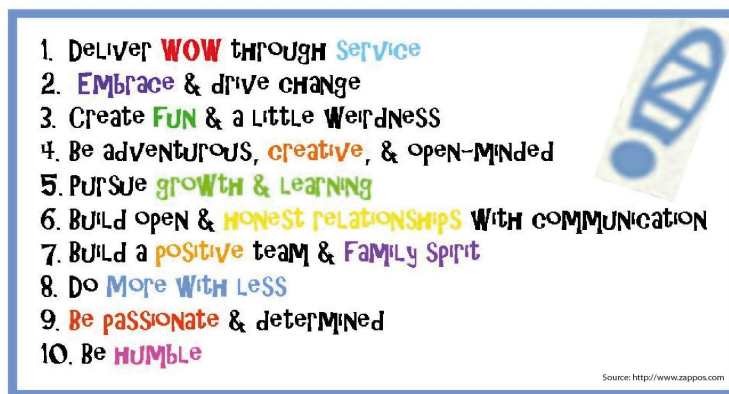 1. Deliver WOW through Service
2. Embrace & drive change
3. Create Fun & a little Weirdness
4. Be adventurous, creative, & open-minded
5. Pursue growth & Learning
6. Build open & Honest relationships With communication
7. Build a positive team & Family Spirit
8. Do More With Less
9. Be passionate & determined
10. Be Humble
Source: http://www.zappos.com